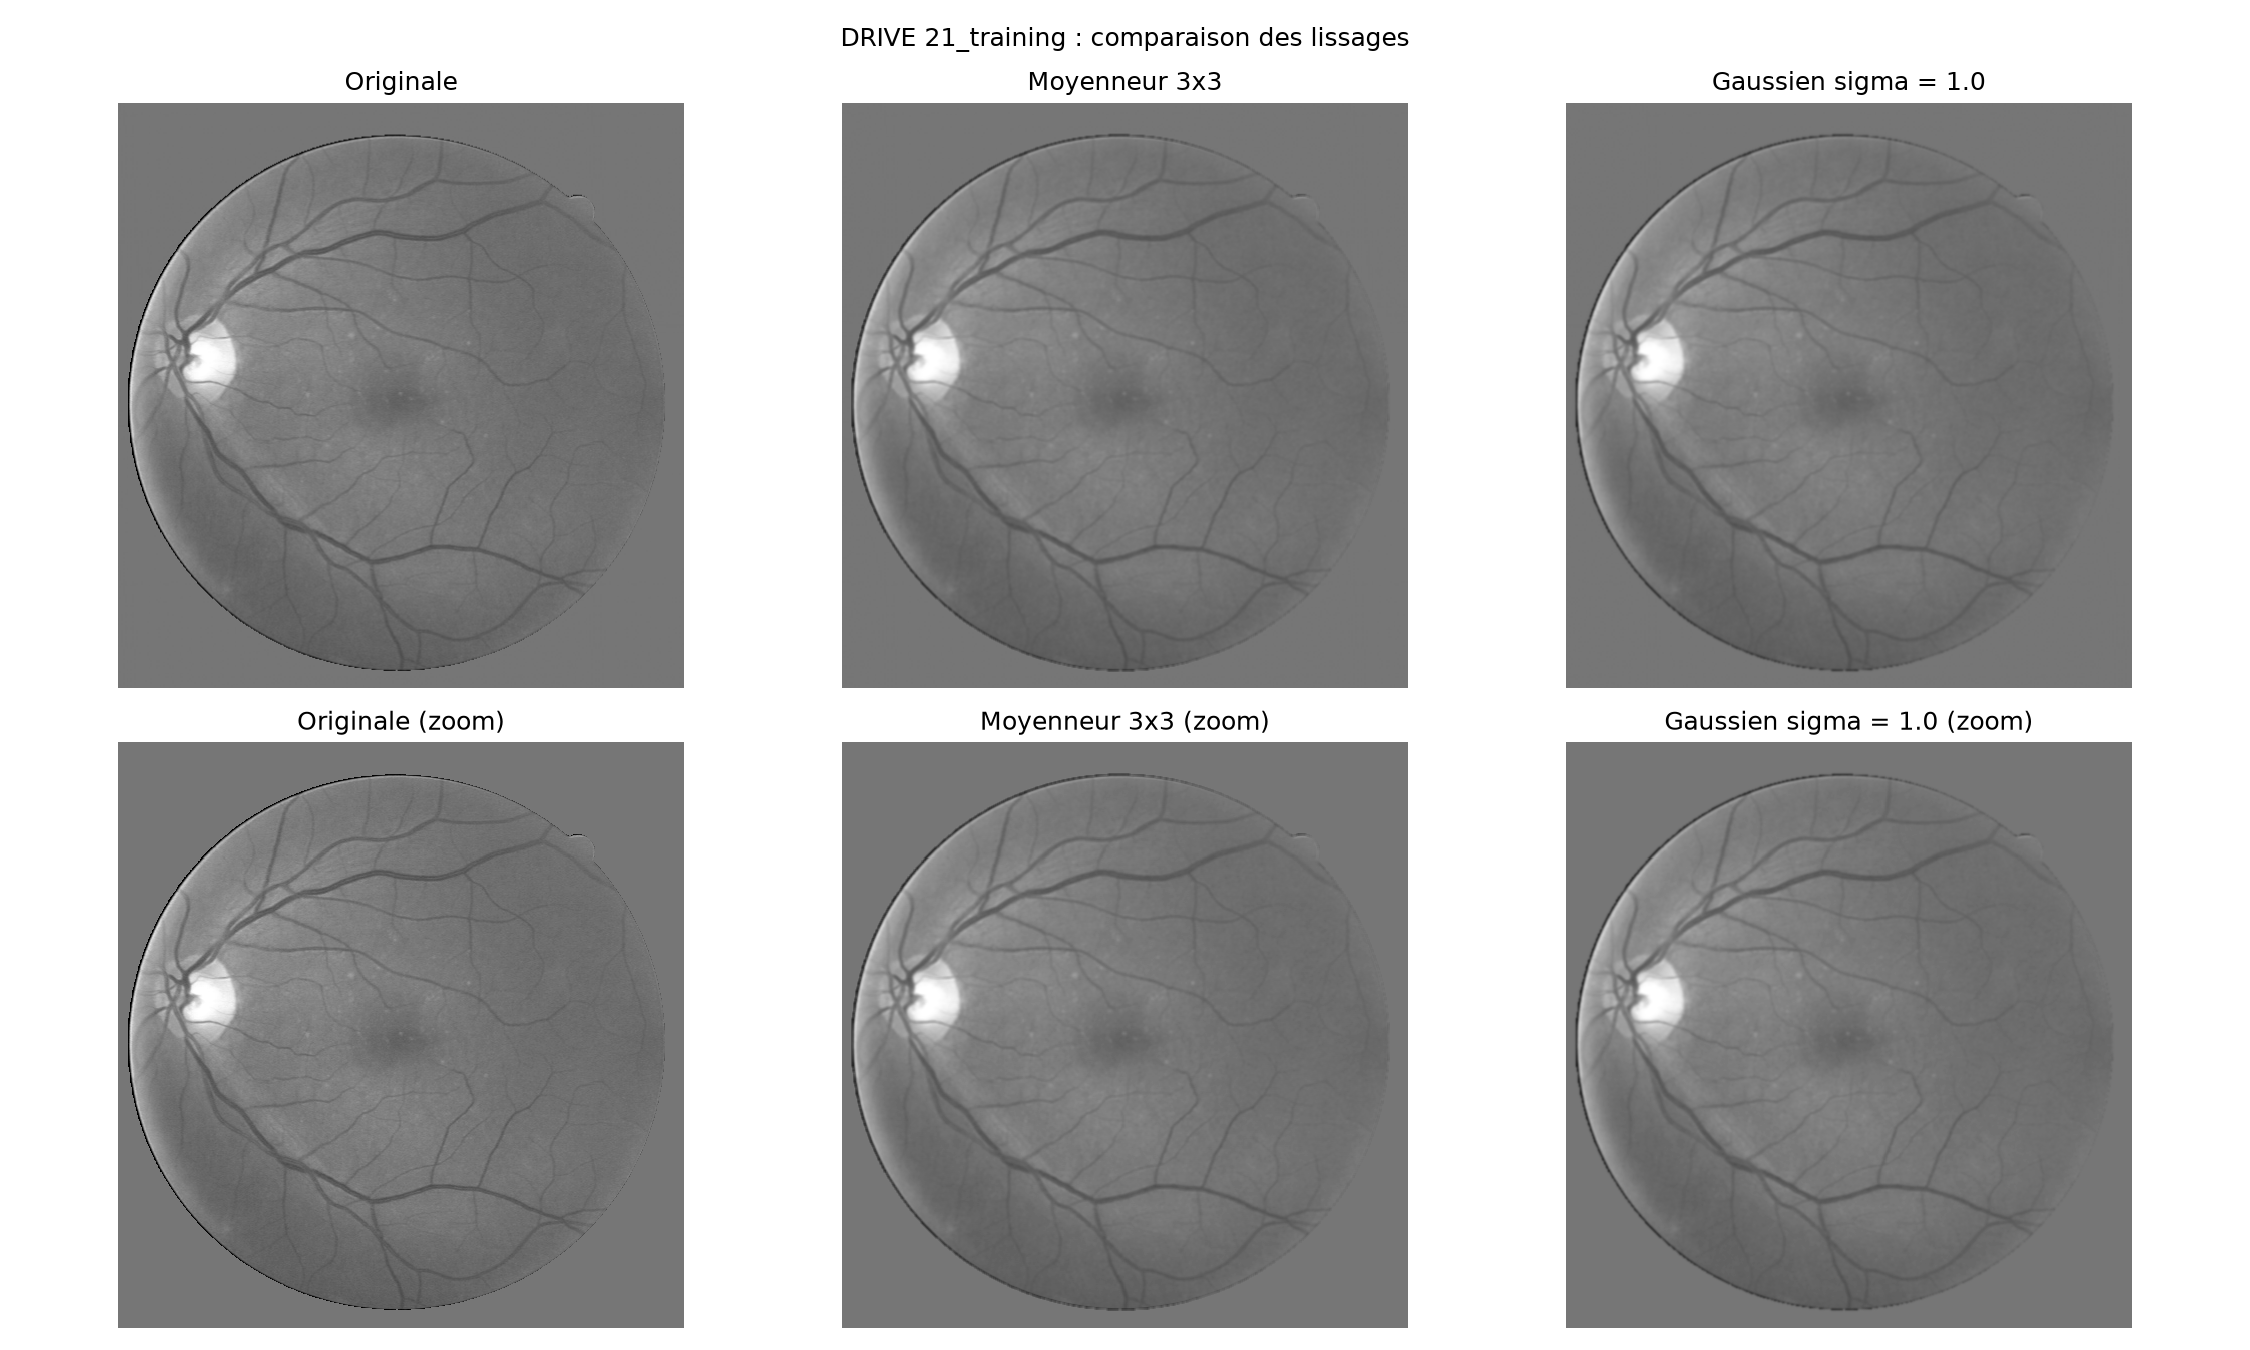 DRIVE 21_training : comparaison des lissages
Originale
Moyenneur 3x3
Gaussien sigma = 1.0
Originale (zoom)
Moyenneur 3x3 (zoom)
Gaussien sigma = 1.0 (zoom)